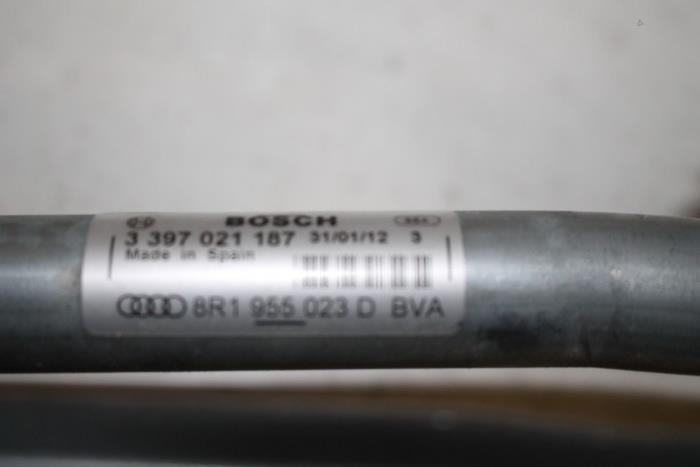 BOSCH
3 397 021 187 31/01/12 3
Made in Spain
8R1 955 023 D BVA